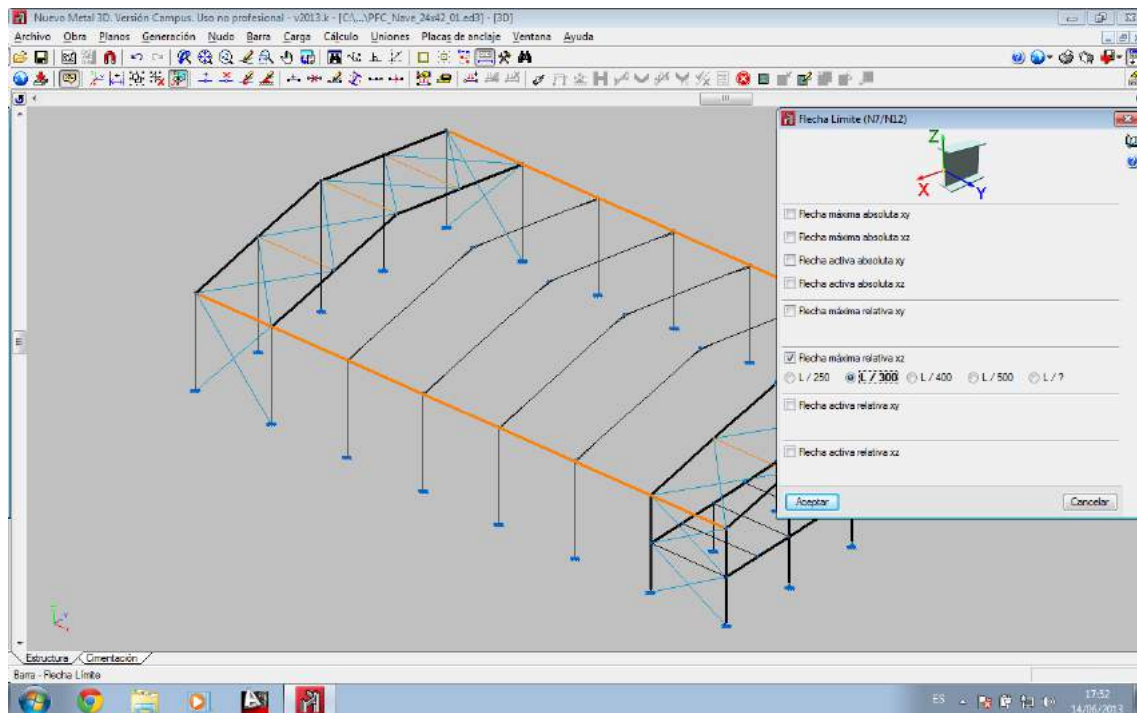 Nuevo Metal 3D. Versión Campus. Uso no profesional - v2013.k - [C:\...\PFC_Nave_24x42_01.ed3] - [3D]
Archivo Obra Planos Generación Nudo Barra Carga Cálculo Uniones Placas de anclaje Ventana Ayuda
Flecha Límite (N7/N12)
Z
X
Y
Flecha máxima absoluta xy
Flecha máxima absoluta xz
Flecha activa absoluta xy
Flecha activa absoluta xz
Flecha máxima relativa xy
Flecha máxima relativa xz
L / 250 L / 300 L / 400 L / 500 L / ?
Flecha activa relativa xy
Flecha activa relativa xz
Aceptar Cancelar
Estructura Cimentación
Barra - Flecha Límite
ES 17:52
14/06/2013